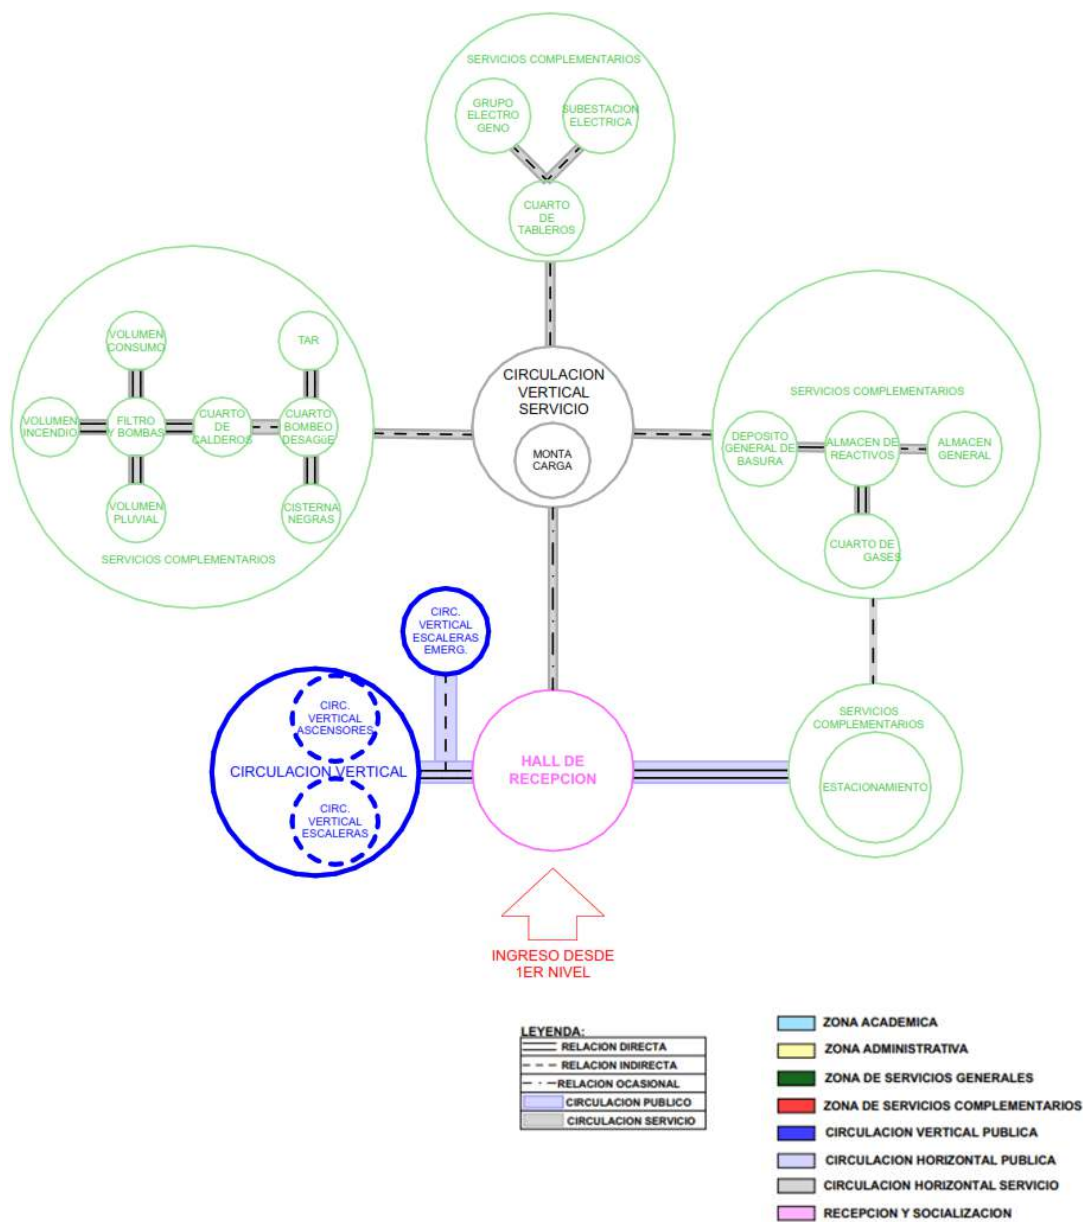 SERVICIOS COMPLEMENTARIOS
GRUPO
ELECTRO
GENO
SUBESTACION
ELECTRICA
CUARTO
DE
TABLEROS
VOLUMEN
CONSUMO
TAR
VOLUMEN
INCENDIO
FILTRO
Y BOMBAS
CUARTO
DE
CALDEROS
CUARTO
BOMBEO
DESAGüE
VOLUMEN
PLUVIAL
CISTERNA
NEGRAS
SERVICIOS COMPLEMENTARIOS
CIRCULACION
VERTICAL
SERVICIO
MONTA
CARGA
SERVICIOS COMPLEMENTARIOS
DEPOSITO
GENERAL DE
BASURA
ALMACEN DE
REACTIVOS
ALMACEN
GENERAL
CUARTO DE
GASES
CIRC.
VERTICAL
ESCALERAS
EMERG.
CIRC.
VERTICAL
ASCENSORES
CIRCULACION VERTICAL
CIRC.
VERTICAL
ESCALERAS
HALL DE
RECEPCION
SERVICIOS
COMPLEMENTARIOS
ESTACIONAMIENTO
INGRESO DESDE
1ER NIVEL
LEYENDA:
RELACION DIRECTA
RELACION INDIRECTA
RELACION OCASIONAL
CIRCULACION PUBLICO
CIRCULACION SERVICIO
ZONA ACADEMICA
ZONA ADMINISTRATIVA
ZONA DE SERVICIOS GENERALES
ZONA DE SERVICIOS COMPLEMENTARIOS
CIRCULACION VERTICAL PUBLICA
CIRCULACION HORIZONTAL PUBLICA
CIRCULACION HORIZONTAL SERVICIO
RECEPCION Y SOCIALIZACION